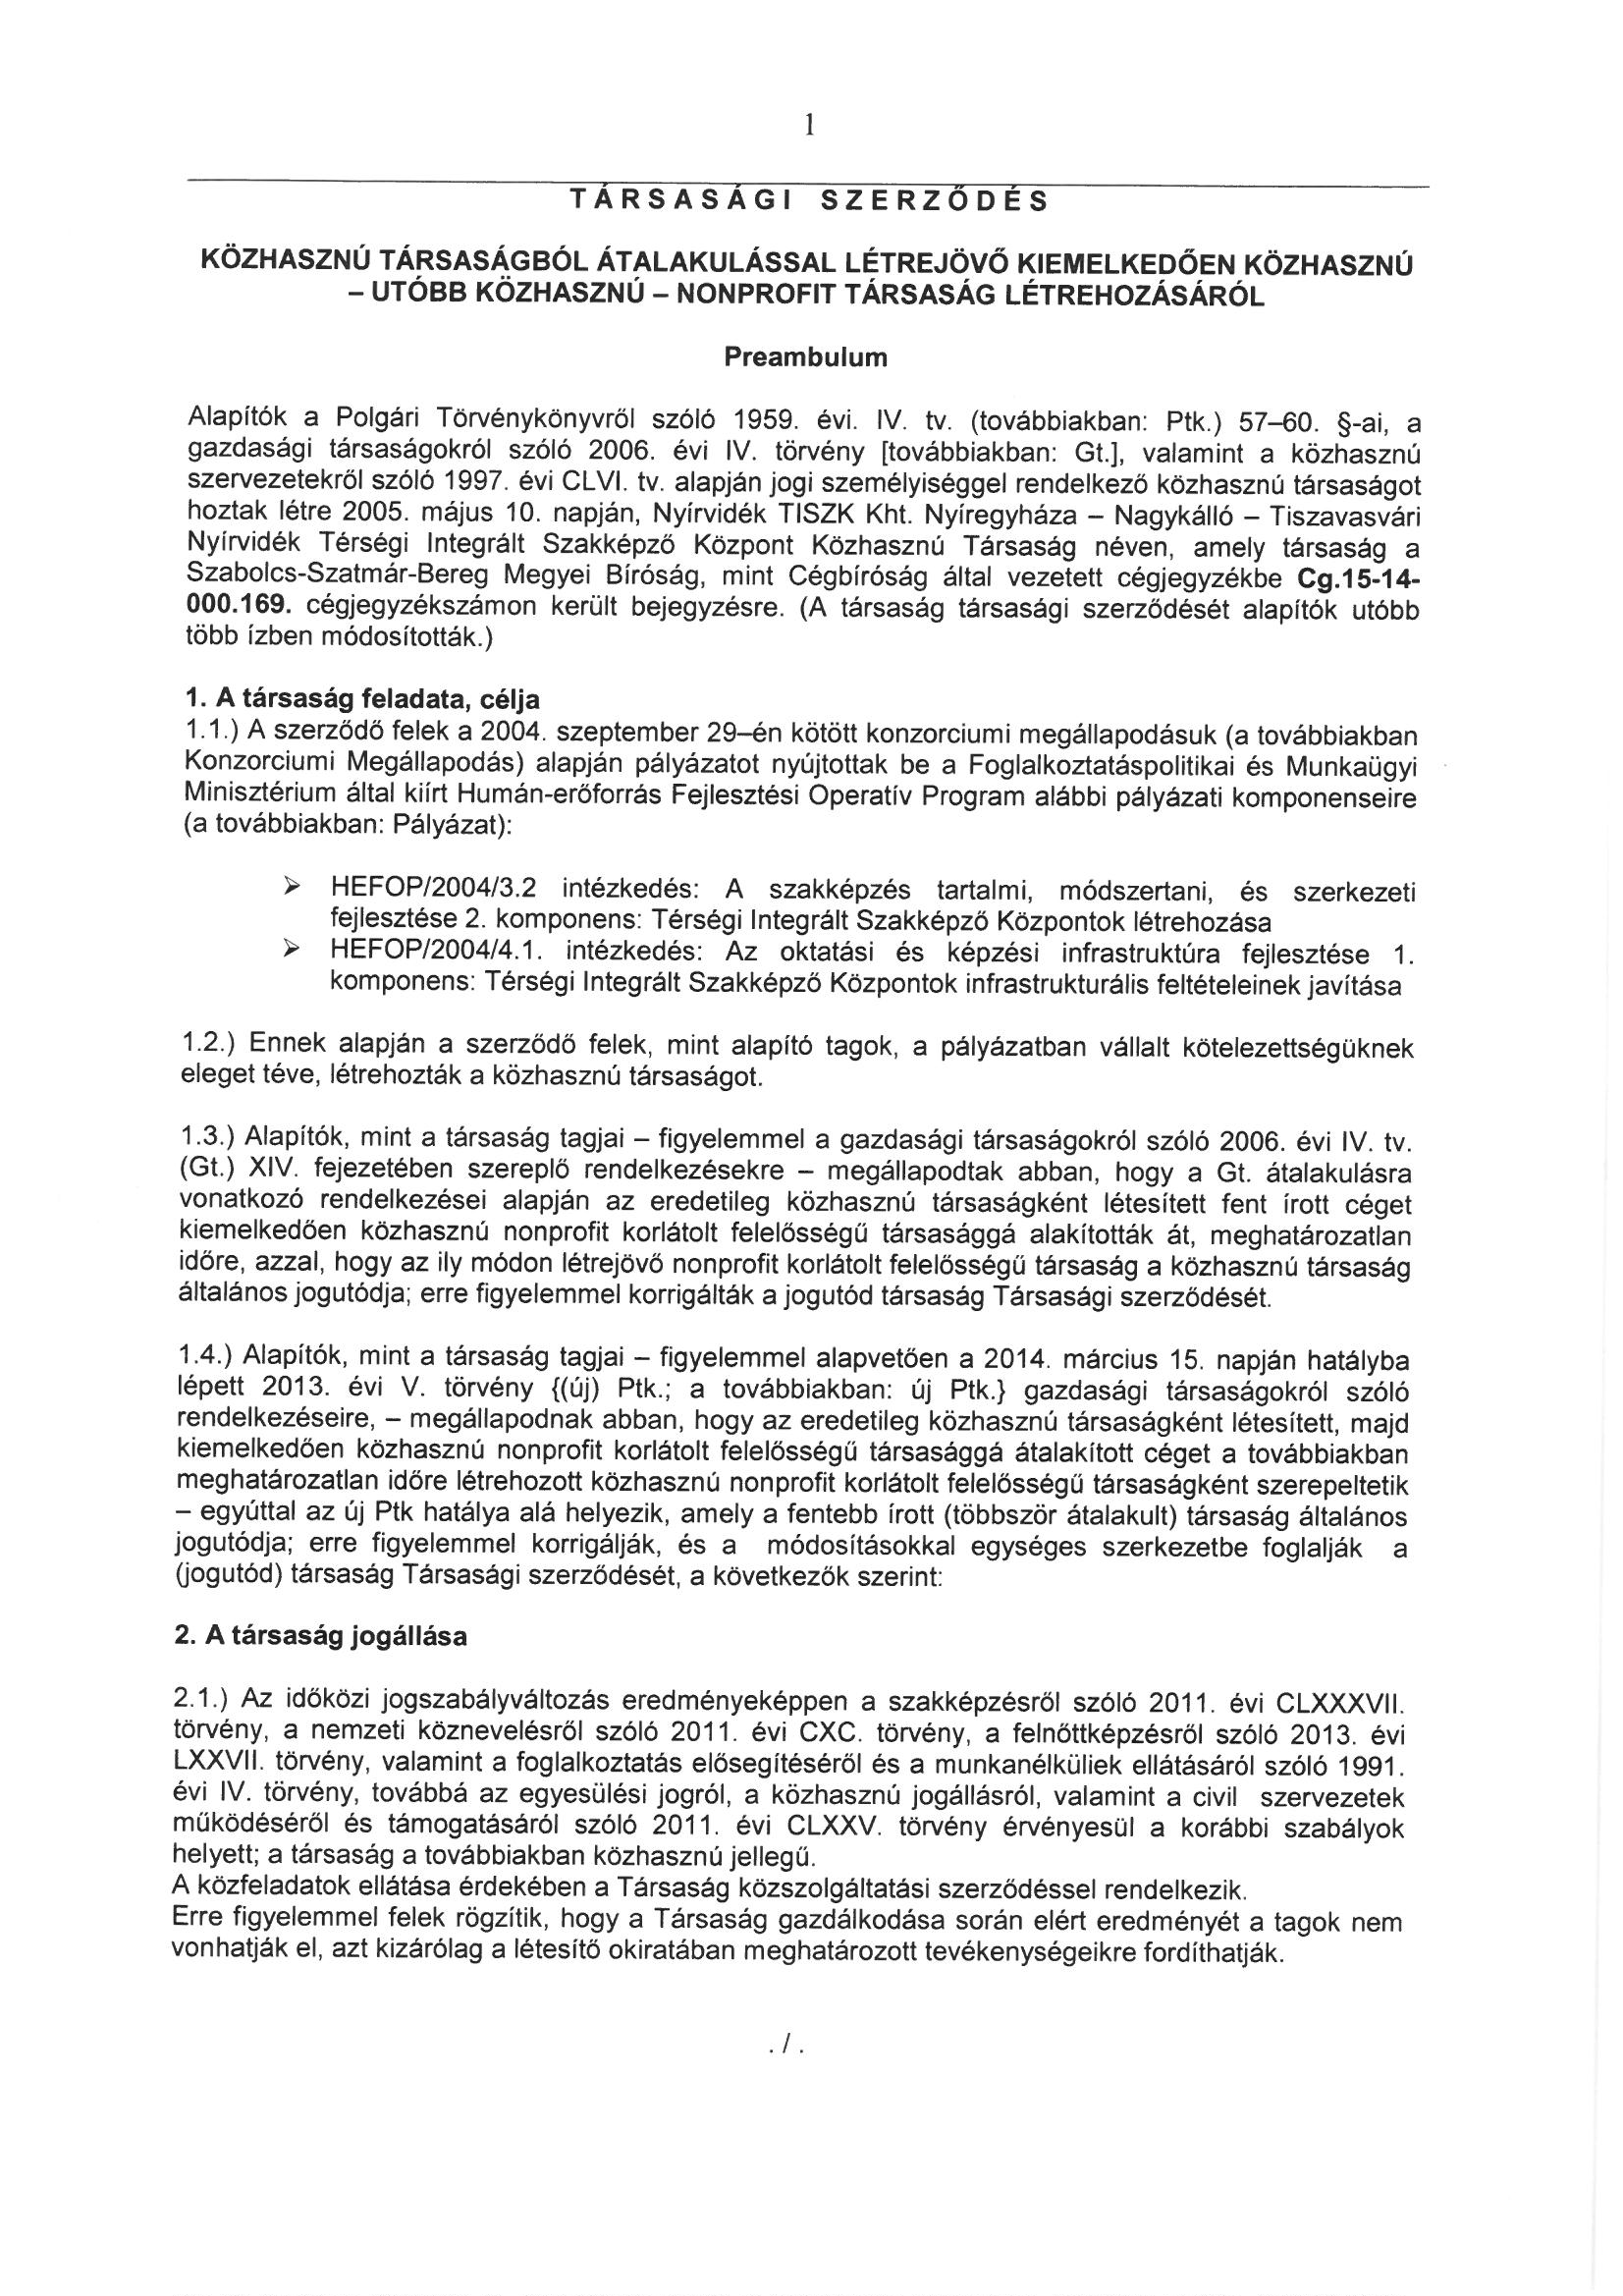 1
TÁRSASÁGI SZERZŐDÉS
KÖZHASZNÚ TÁRSASÁGBÓL ÁTALAKULÁSSAL LÉTREJÖVŐ KIEMELKEDŐEN KÖZHASZNÚ
– UTÓBB KÖZHASZNÚ – NONPROFIT TÁRSASÁG LÉTREHOZÁSÁRÓL
Preambulum
Alapítók a Polgári Törvénykönyvről szóló 1959. évi. IV. tv. (továbbiakban: Ptk.) 57–60. §-ai, a
gazdasági társaságokról szóló 2006. évi IV. törvény [továbbiakban: Gt.], valamint a közhasznú
szervezetekről szóló 1997. évi CLVI. tv. alapján jogi személyiséggel rendelkező közhasznú társaságot
hoztak létre 2005. május 10. napján, Nyírvidék TISZK Kht. Nyíregyháza – Nagykálló – Tiszavasvári
Nyírvidék Térségi Integrált Szakképző Központ Közhasznú Társaság néven, amely társaság a
Szabolcs-Szatmár-Bereg Megyei Bíróság, mint Cégbíróság által vezetett cégjegyzékbe Cg.15-14-
000.169. cégjegyzékszámon került bejegyzésre. (A társaság társasági szerződését alapítók utóbb
több ízben módosították.)
1. A társaság feladata, célja
1.1.) A szerződő felek a 2004. szeptember 29–én kötött konzorciumi megállapodásuk (a továbbiakban
Konzorciumi Megállapodás) alapján pályázatot nyújtottak be a Foglalkoztatáspolitikai és Munkaügyi
Minisztérium által kiírt Humán-erőforrás Fejlesztési Operatív Program alábbi pályázati komponenseire
(a továbbiakban: Pályázat):
➢ HEFOP/2004/3.2 intézkedés: A szakképzés tartalmi, módszertani, és szerkezeti
fejlesztése 2. komponens: Térségi Integrált Szakképző Központok létrehozása
➢ HEFOP/2004/4.1. intézkedés: Az oktatási és képzési infrastruktúra fejlesztése 1.
komponens: Térségi Integrált Szakképző Központok infrastrukturális feltételeinek javítása
1.2.) Ennek alapján a szerződő felek, mint alapító tagok, a pályázatban vállalt kötelezettségüknek
eleget téve, létrehozták a közhasznú társaságot.
1.3.) Alapítók, mint a társaság tagjai – figyelemmel a gazdasági társaságokról szóló 2006. évi IV. tv.
(Gt.) XIV. fejezetében szereplő rendelkezésekre – megállapodtak abban, hogy a Gt. átalakulásra
vonatkozó rendelkezései alapján az eredetileg közhasznú társaságként létesített fent írott céget
kiemelkedően közhasznú nonprofit korlátolt felelősségű társasággá alakították át, meghatározatlan
időre, azzal, hogy az ily módon létrejövő nonprofit korlátolt felelősségű társaság a közhasznú társaság
általános jogutódja; erre figyelemmel korrigálták a jogutód társaság Társasági szerződését.
1.4.) Alapítók, mint a társaság tagjai – figyelemmel alapvetően a 2014. március 15. napján hatályba
lépett 2013. évi V. törvény {(új) Ptk.; a továbbiakban: új Ptk.} gazdasági társaságokról szóló
rendelkezéseire, – megállapodnak abban, hogy az eredetileg közhasznú társaságként létesített, majd
kiemelkedően közhasznú nonprofit korlátolt felelősségű társasággá átalakított céget a továbbiakban
meghatározatlan időre létrehozott közhasznú nonprofit korlátolt felelősségű társaságként szerepeltetik
– egyúttal az új Ptk hatálya alá helyezik, amely a fentebb írott (többször átalakult) társaság általános
jogutódja; erre figyelemmel korrigálják, és a módosításokkal egységes szerkezetbe foglalják a
(jogutód) társaság Társasági szerződését, a következők szerint:
2. A társaság jogállása
2.1.) Az időközi jogszabályváltozás eredményeképpen a szakképzésről szóló 2011. évi CLXXXVII.
törvény, a nemzeti köznevelésről szóló 2011. évi CXC. törvény, a felnőttképzésről szóló 2013. évi
LXXVII. törvény, valamint a foglalkoztatás elősegítéséről és a munkanélküliek ellátásáról szóló 1991.
évi IV. törvény, továbbá az egyesülési jogról, a közhasznú jogállásról, valamint a civil szervezetek
működéséről és támogatásáról szóló 2011. évi CLXXV. törvény érvényesül a korábbi szabályok
helyett; a társaság a továbbiakban közhasznú jellegű.
A közfeladatok ellátása érdekében a Társaság közszolgáltatási szerződéssel rendelkezik.
Erre figyelemmel felek rögzítik, hogy a Társaság gazdálkodása során elért eredményét a tagok nem
vonhatják el, azt kizárólag a létesítő okiratában meghatározott tevékenységeikre fordíthatják.
. / .